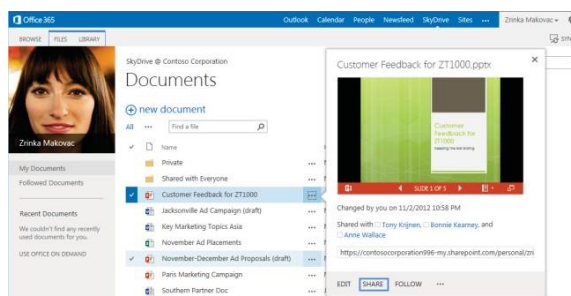 Office 365
Outlook Calendar People Newsfeed SkyDrive Sites ••• Zrinka Makovac
BROWSE FILES LIBRARY
SkyDrive @ Contoso Corporation
Documents
new document
All ••• Find a file
Name
Zrinka Makovac
My Documents
Followed Documents
Recent Documents
We couldn't find any recently
used documents for you.
USE OFFICE ON DEMAND
Private
Shared with Everyone
Customer Feedback for ZT1000
Jacksonville Ad Campaign (draft)
Key Marketing Topics Asia
November Ad Placements
November-December Ad Proposals (draft)
Paris Marketing Campaign
Southern Partner Doc
Customer Feedback for ZT1000.pptx
Customer
Feedback for
ZT1000
SLIDE 1 OF 5
Changed by you on 11/2/2012 10:58 PM
Shared with Tony Krijnen, Bonnie Kearney, and
Anne Wallace
https://contosocorporation996-my.sharepoint.com/personal/zri
EDIT SHARE FOLLOW •••